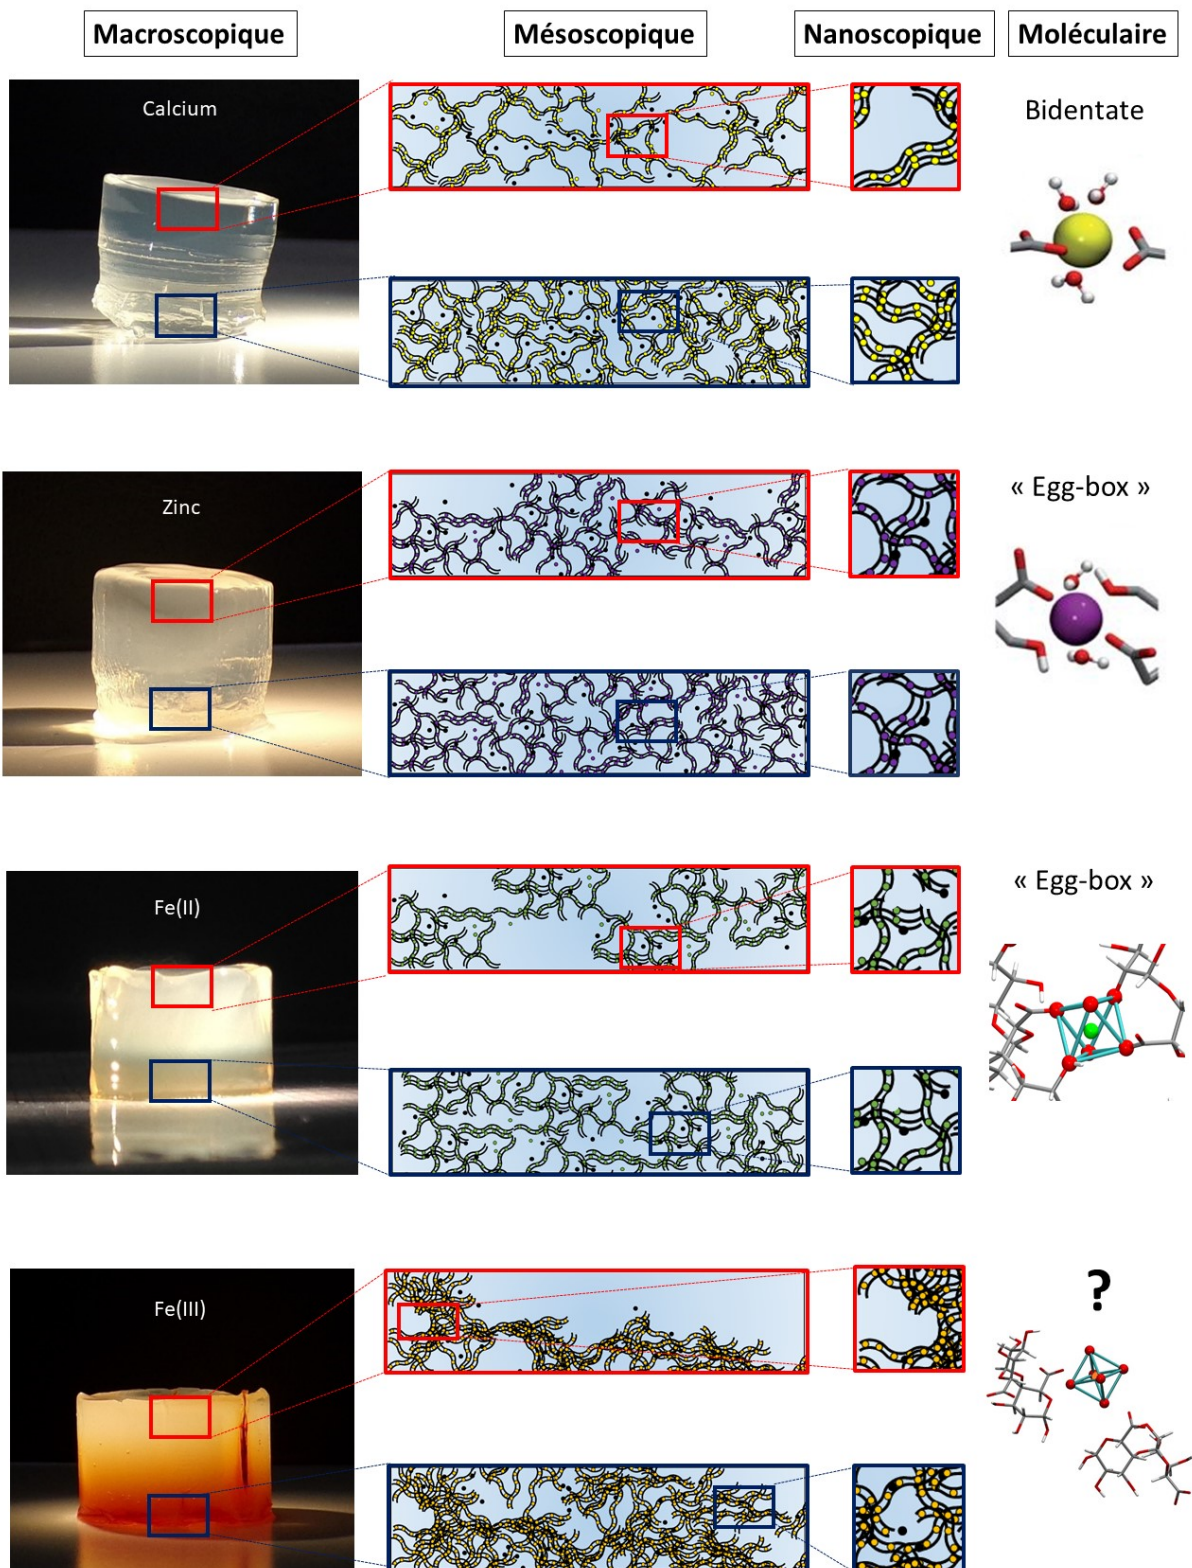 Macroscopique
Mésoscopique
Nanoscopique
Moléculaire
Calcium
Bidentate
Zinc
« Egg-box »
Fe(II)
« Egg-box »
Fe(III)
?